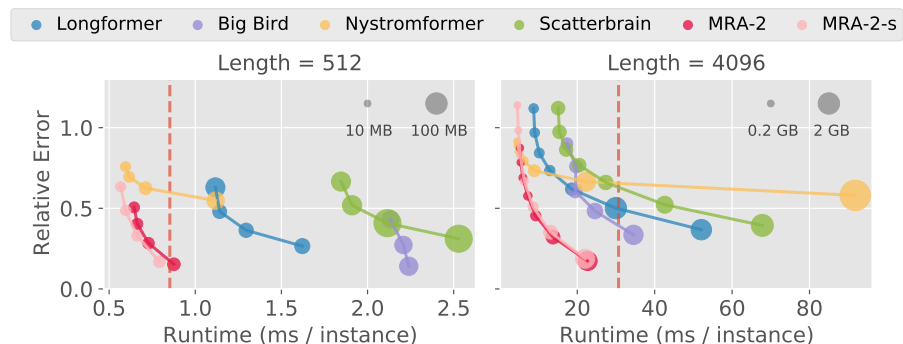 Longformer Big Bird Nystromformer Scatterbrain MRA-2 MRA-2-s
Length = 512
Length = 4096
Relative Error
1.0
0.5
0.0
10 MB 100 MB
0.2 GB 2 GB
0.5 1.0 1.5 2.0 2.5
20 40 60 80
Runtime (ms / instance)
Runtime (ms / instance)